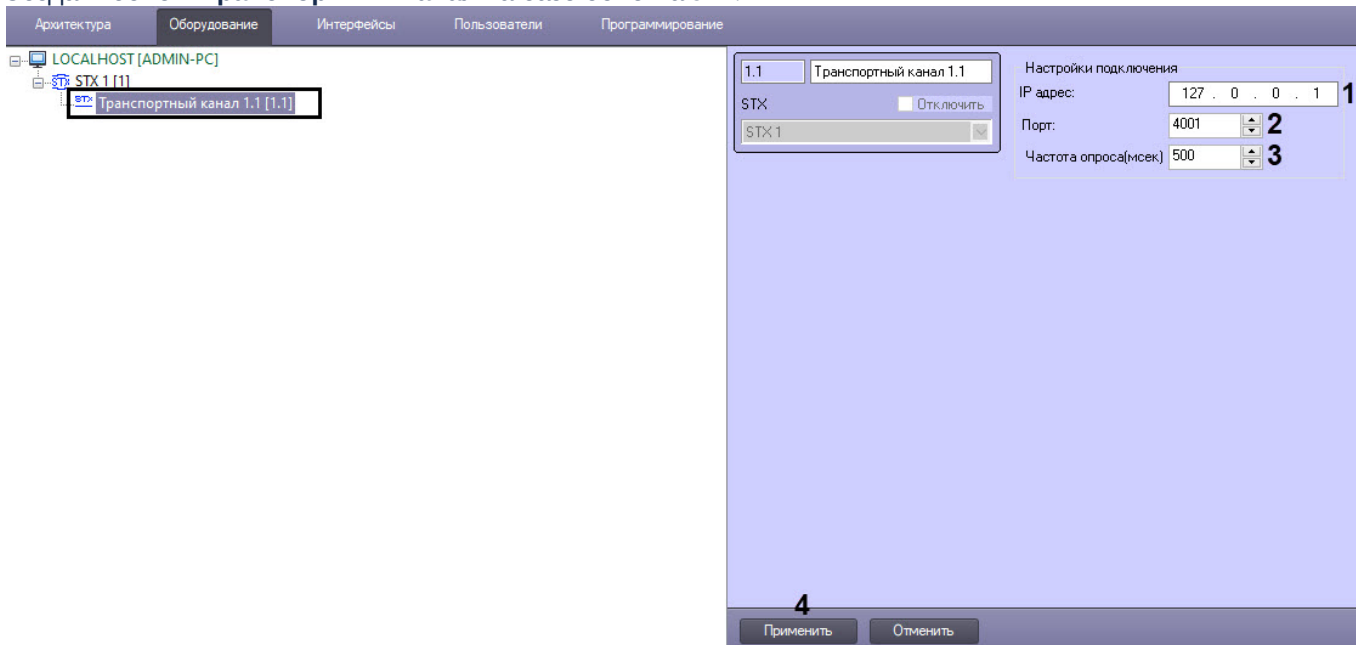 Архитектура Оборудование Интерфейсы Пользователи Программирование
LOCALHOST [ADMIN-PC]
STX 1 [1]
Транспортный канал 1.1 [1.1]
1.1 Транспортный канал 1.1
STX Отключить
STX 1
Настройки подключения
IP адрес: 127 . 0 . 0 . 1 1
Порт: 4001 2
Частота опроса(мсек) 500 3
4
Применить Отменить